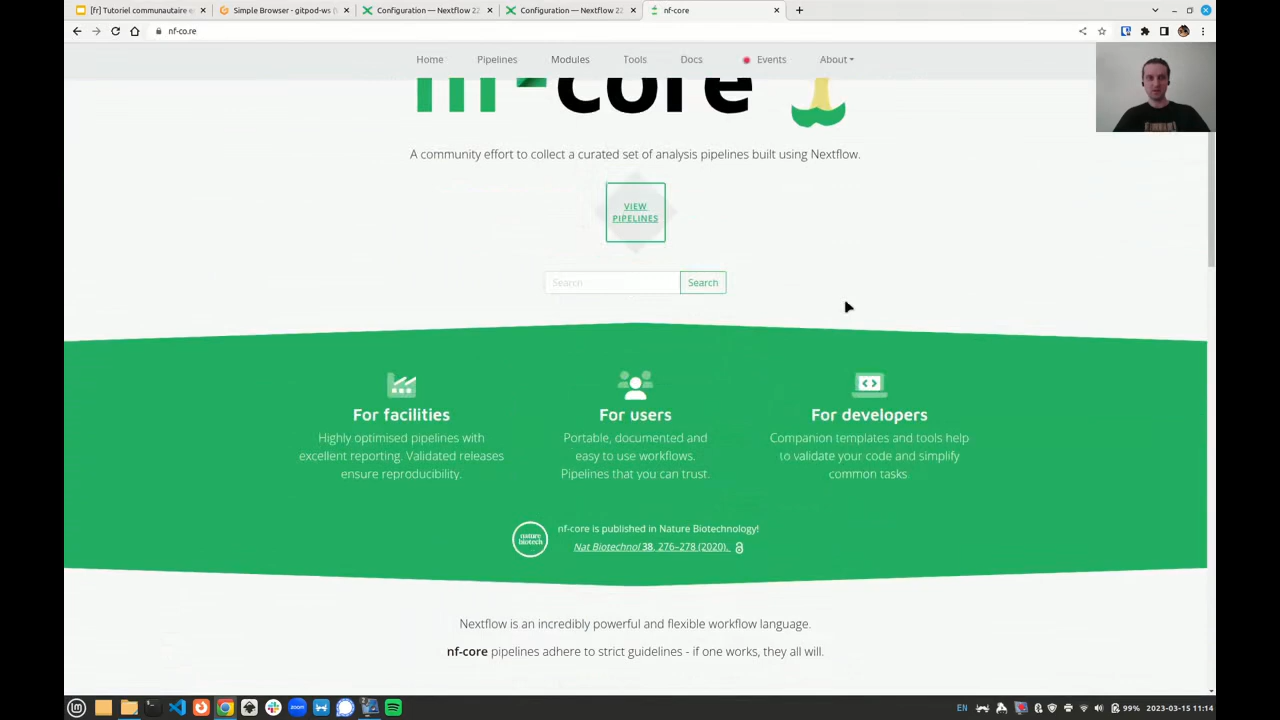 [fr] Tutoriel communautaire e
Simple Browser - gitpod-ws
Configuration — Nextflow 22
Configuration — Nextflow 22
nf-core
nf-co.re
Home
Pipelines
Modules
Tools
Docs
Events
About
nf-core
A community effort to collect a curated set of analysis pipelines built using Nextflow.
VIEW
PIPELINES
Search
Search
For facilities
Highly optimised pipelines with
excellent reporting. Validated releases
ensure reproducibility.
For users
Portable, documented and
easy to use workflows.
Pipelines that you can trust.
For developers
Companion templates and tools help
to validate your code and simplify
common tasks.
nature
biotech
nf-core is published in Nature Biotechnology!
Nat Biotechnol 38, 276–278 (2020).
Nextflow is an incredibly powerful and flexible workflow language.
nf-core pipelines adhere to strict guidelines - if one works, they all will.
zoom
EN
99%
2023-03-15 11:14